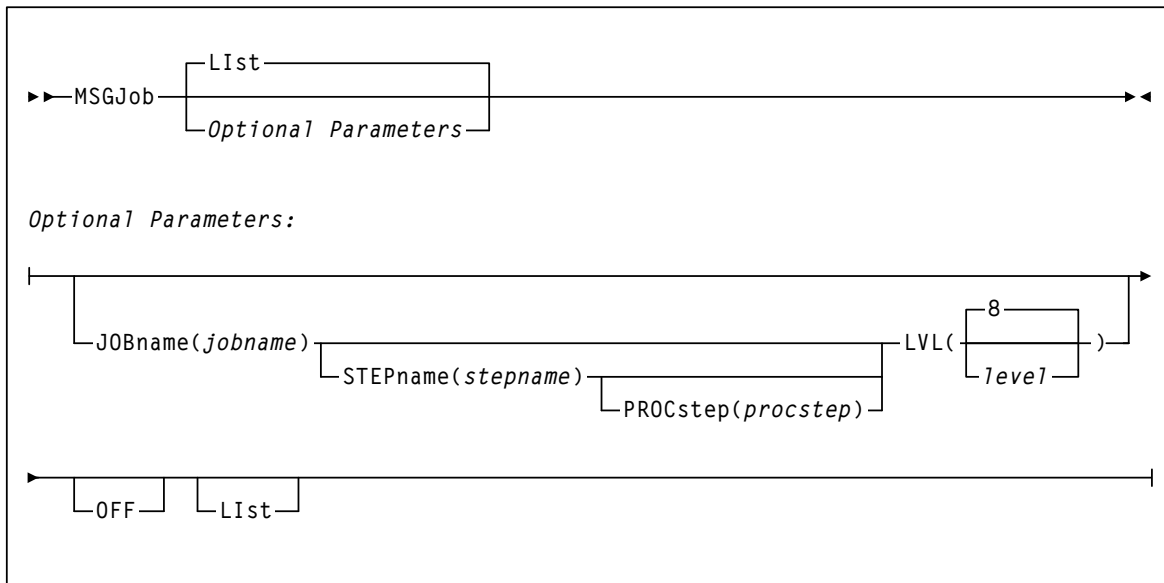 LIst
MSGJob
Optional Parameters
Optional Parameters:
8
JOBname(jobname) LVL( )
STEPname(stepname) level
PROCstep(procstep)
OFF LIst